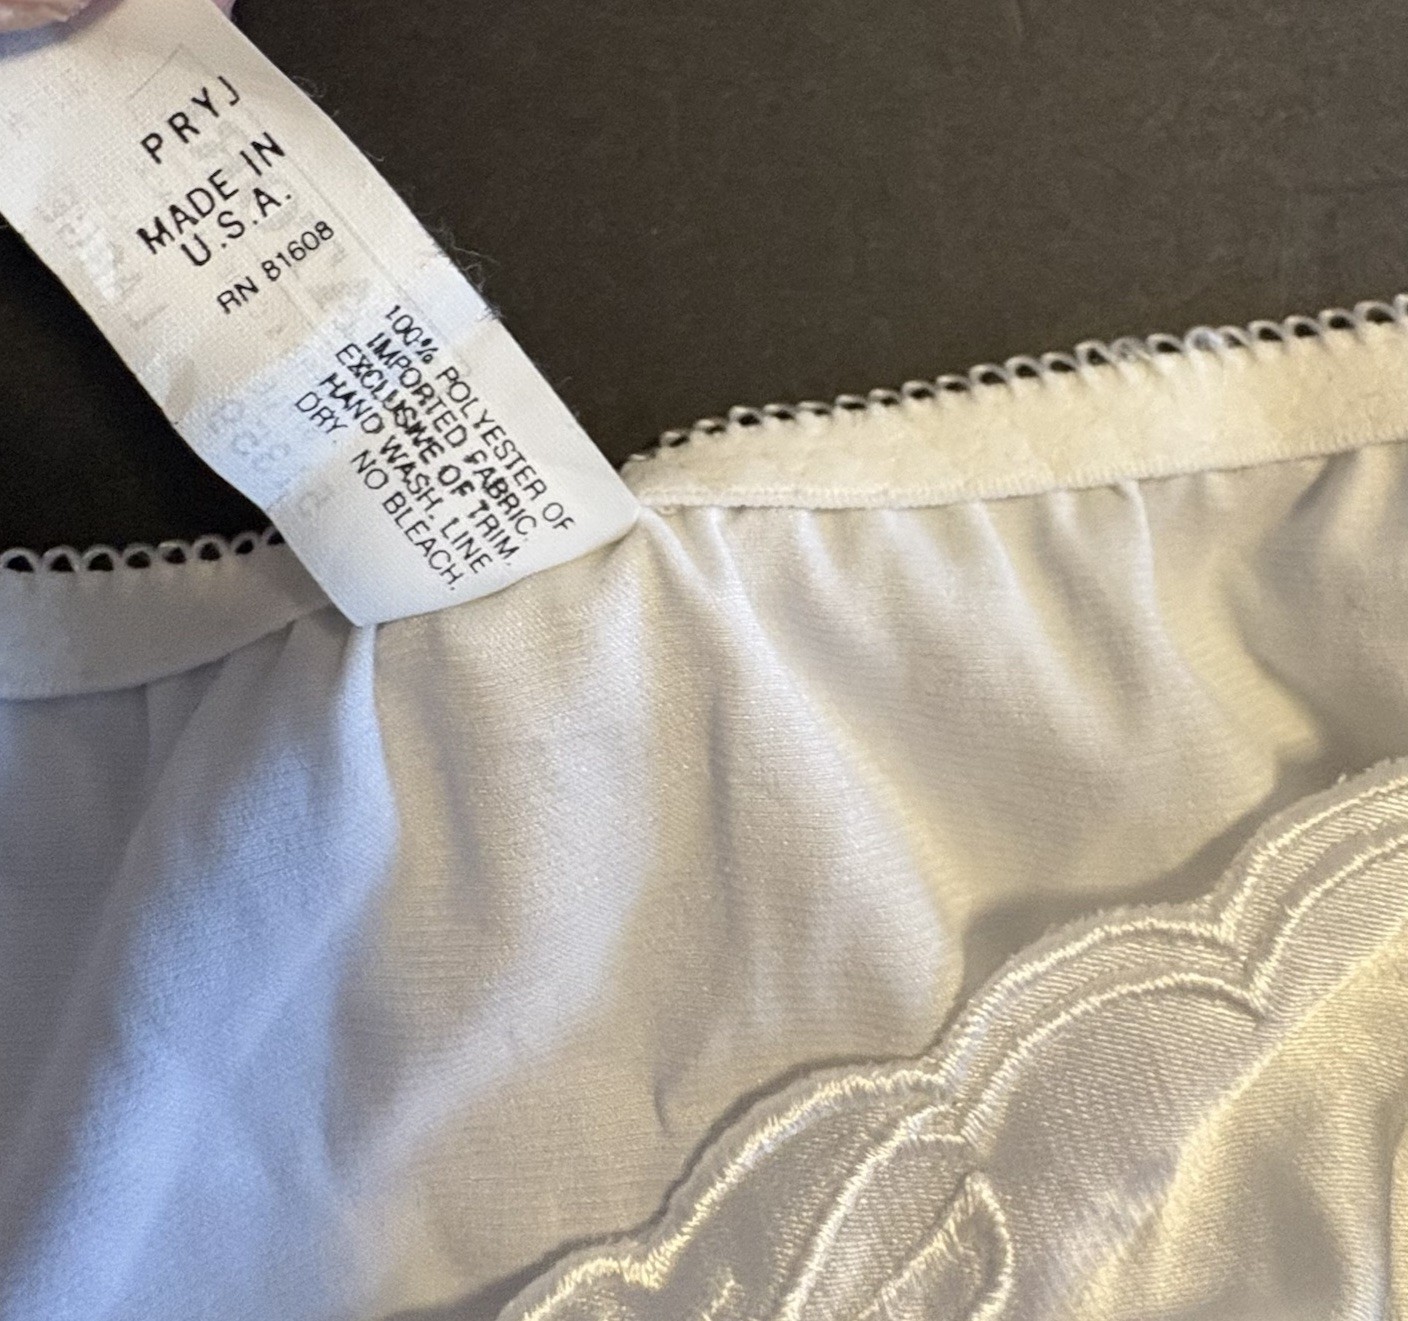 PRYJ
MADE IN
U.S.A.
RN 81608
100% POLYESTER OF
IMPORTED FABRIC,
EXCLUSIVE OF TRIM.
HAND WASH. LINE
DRY. NO BLEACH.